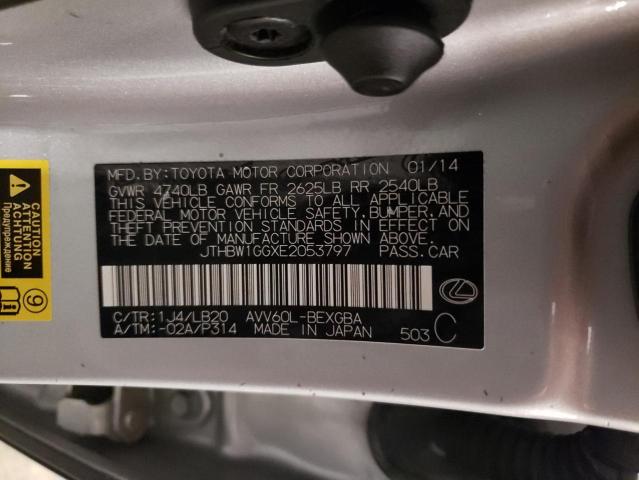 MFD.BY:TOYOTA MOTOR CORPORATION 01/14
GVWR 4740LB GAWR FR 2625LB RR 2540LB
THIS VEHICLE CONFORMS TO ALL APPLICABLE
FEDERAL MOTOR VEHICLE SAFETY,BUMPER,AND
THEFT PREVENTION STANDARDS IN EFFECT ON
THE DATE OF MANUFACTURE SHOWN ABOVE.
JTHBW1GGXE2053797 PASS.CAR
C/TR:1J4/LB20 AVV60L-BEXGBA
A/TM:-02A/P314 MADE IN JAPAN 503 C
CAUTION
ATTENTION
ACHTUNG
Предупреждение
9